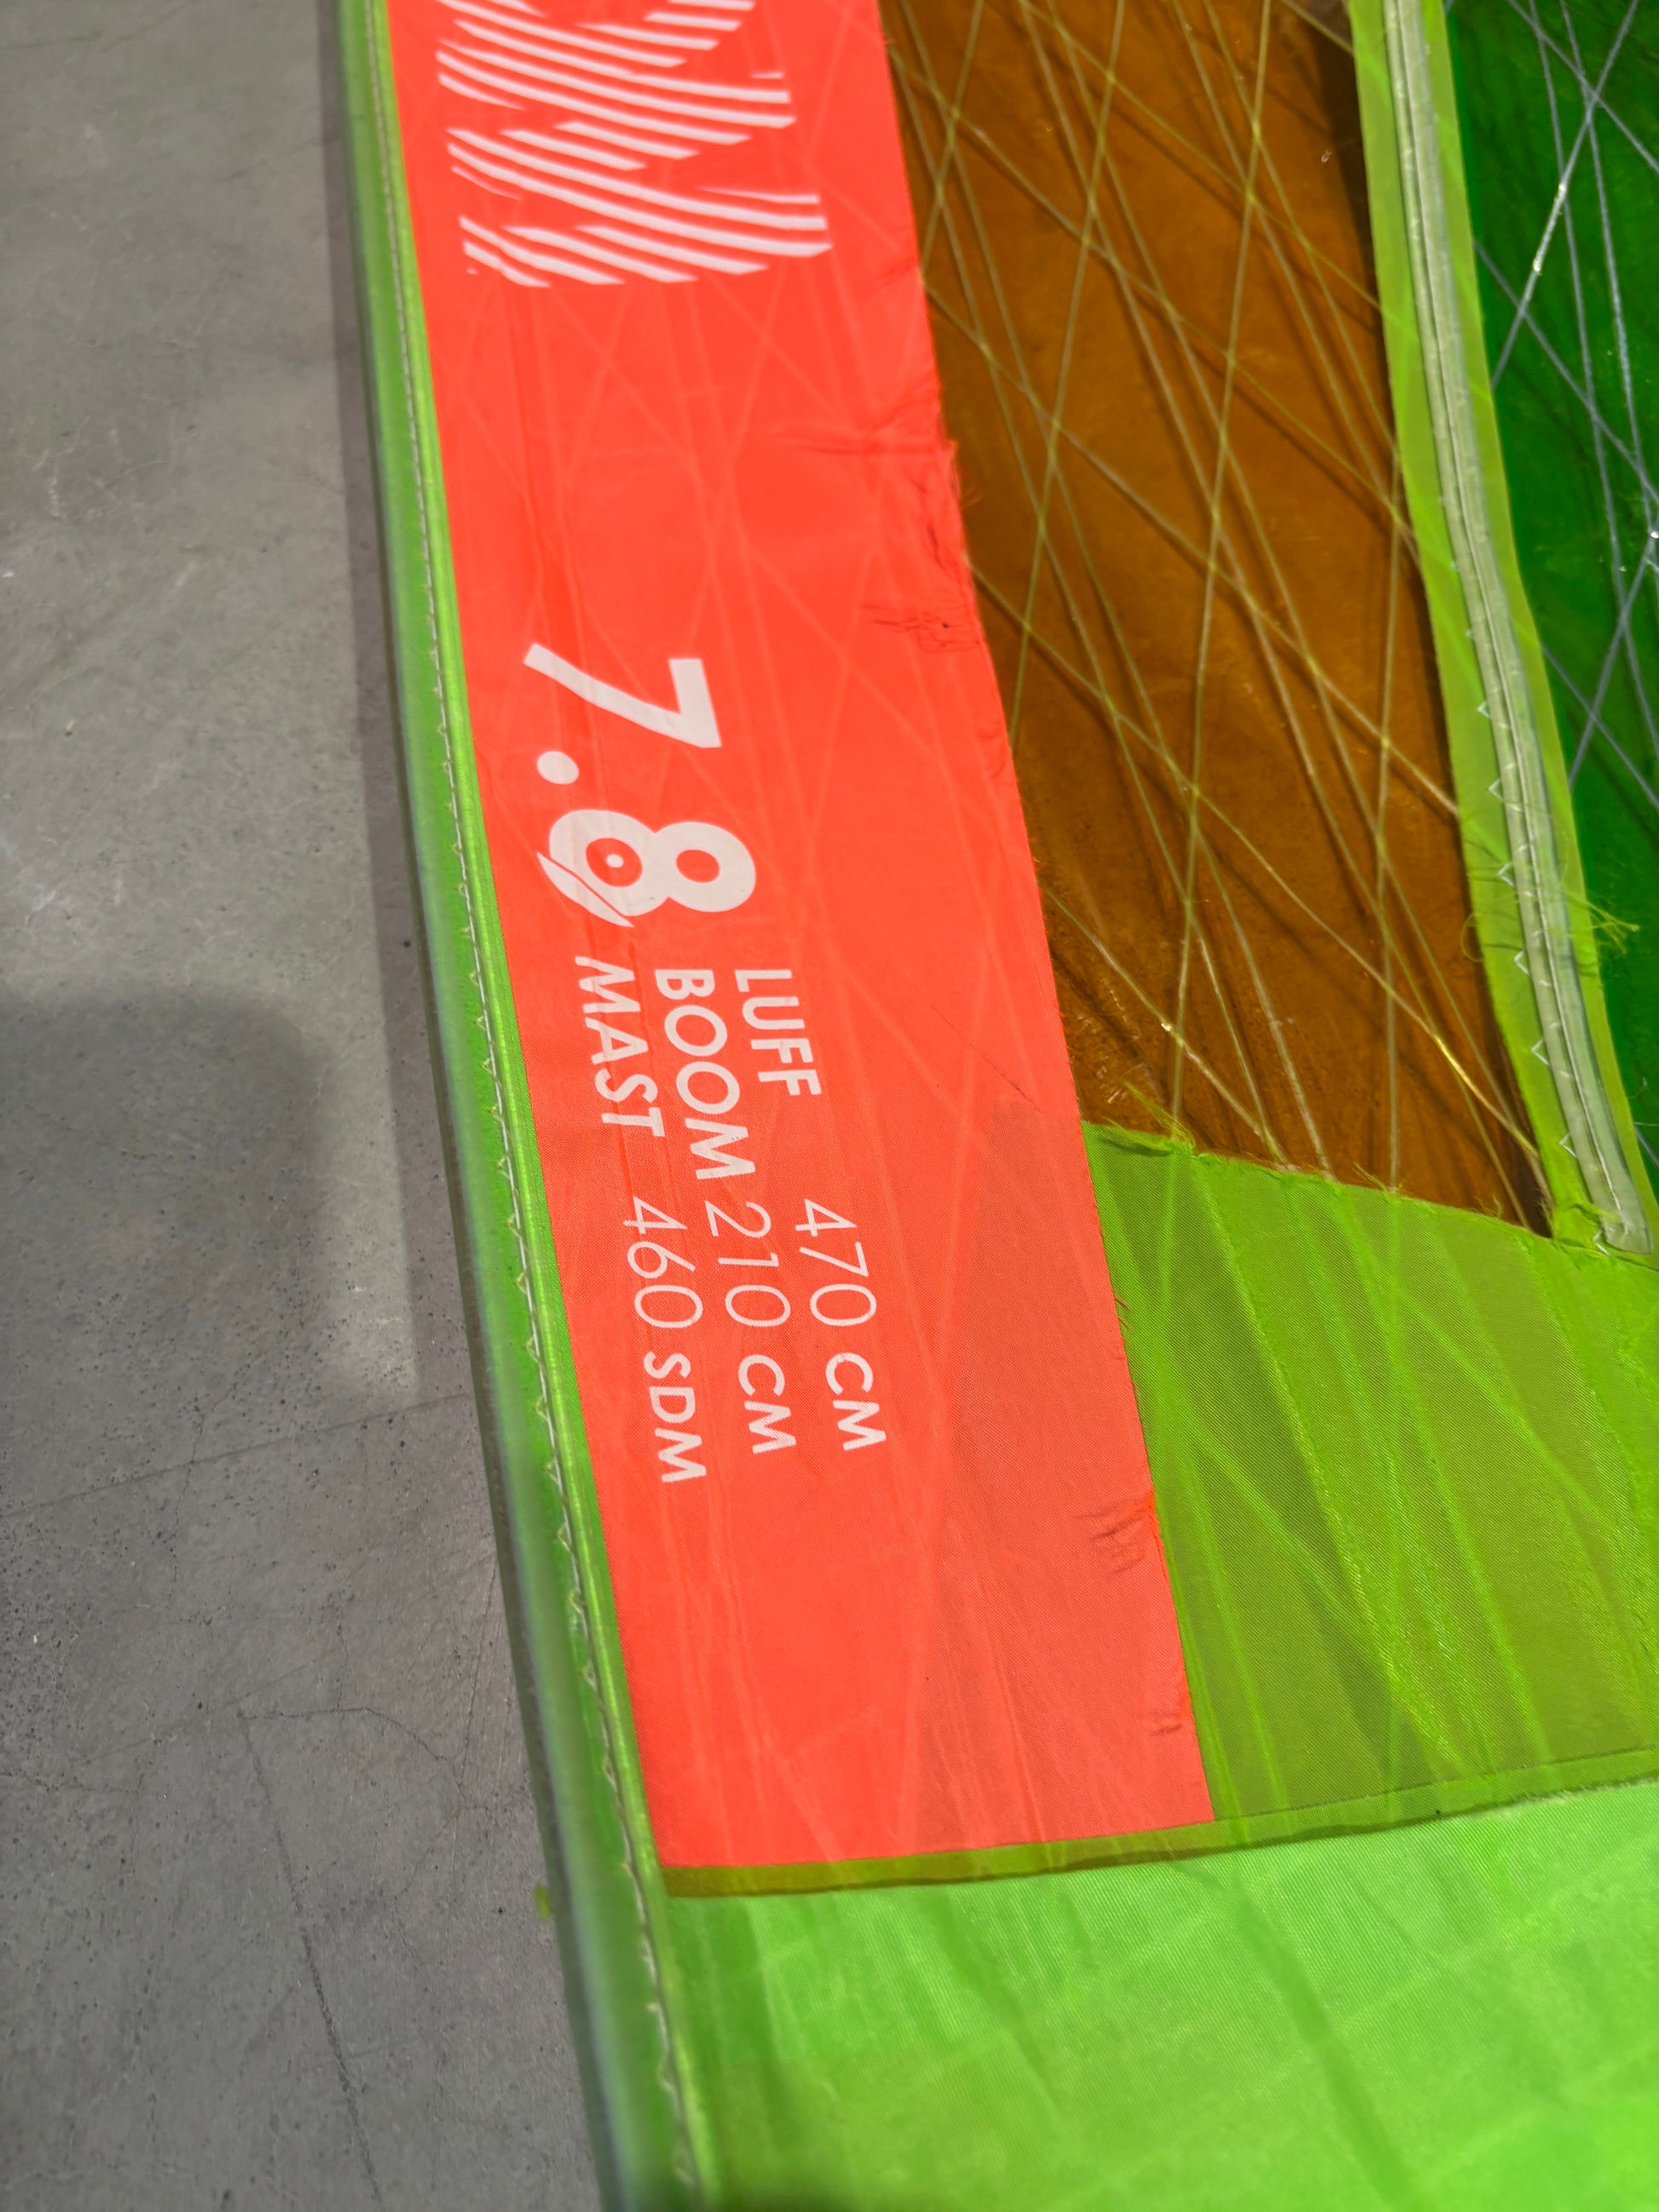 7.8
LUFF 470 CM
BOOM 210 CM
MAST 460 SDM